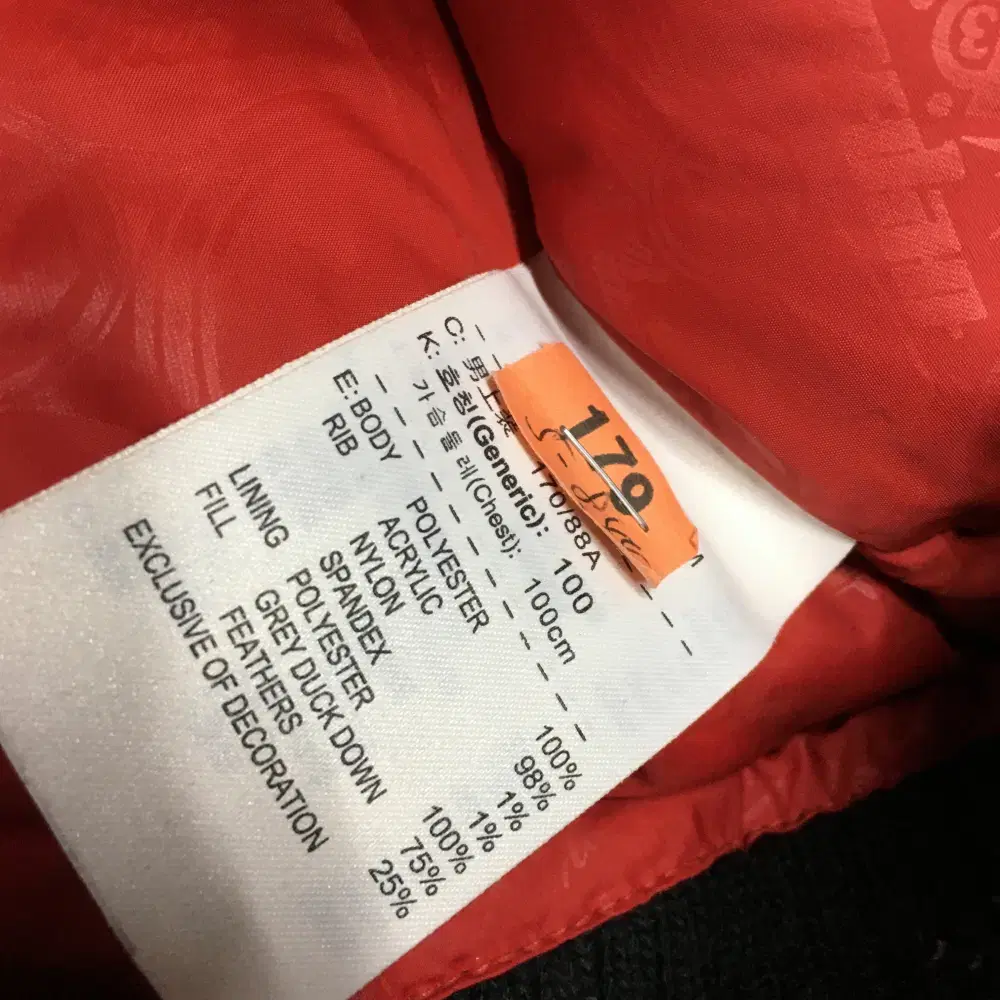 C: 男上装 170/88A
K: 호칭(Generic): 100
가슴둘레(Chest): 100cm
E: BODY POLYESTER 100%
RIB ACRYLIC 98%
NYLON 1%
SPANDEX 1%
LINING POLYESTER 100%
FILL GREY DUCK DOWN 75%
FEATHERS 25%
EXCLUSIVE OF DECORATION
179